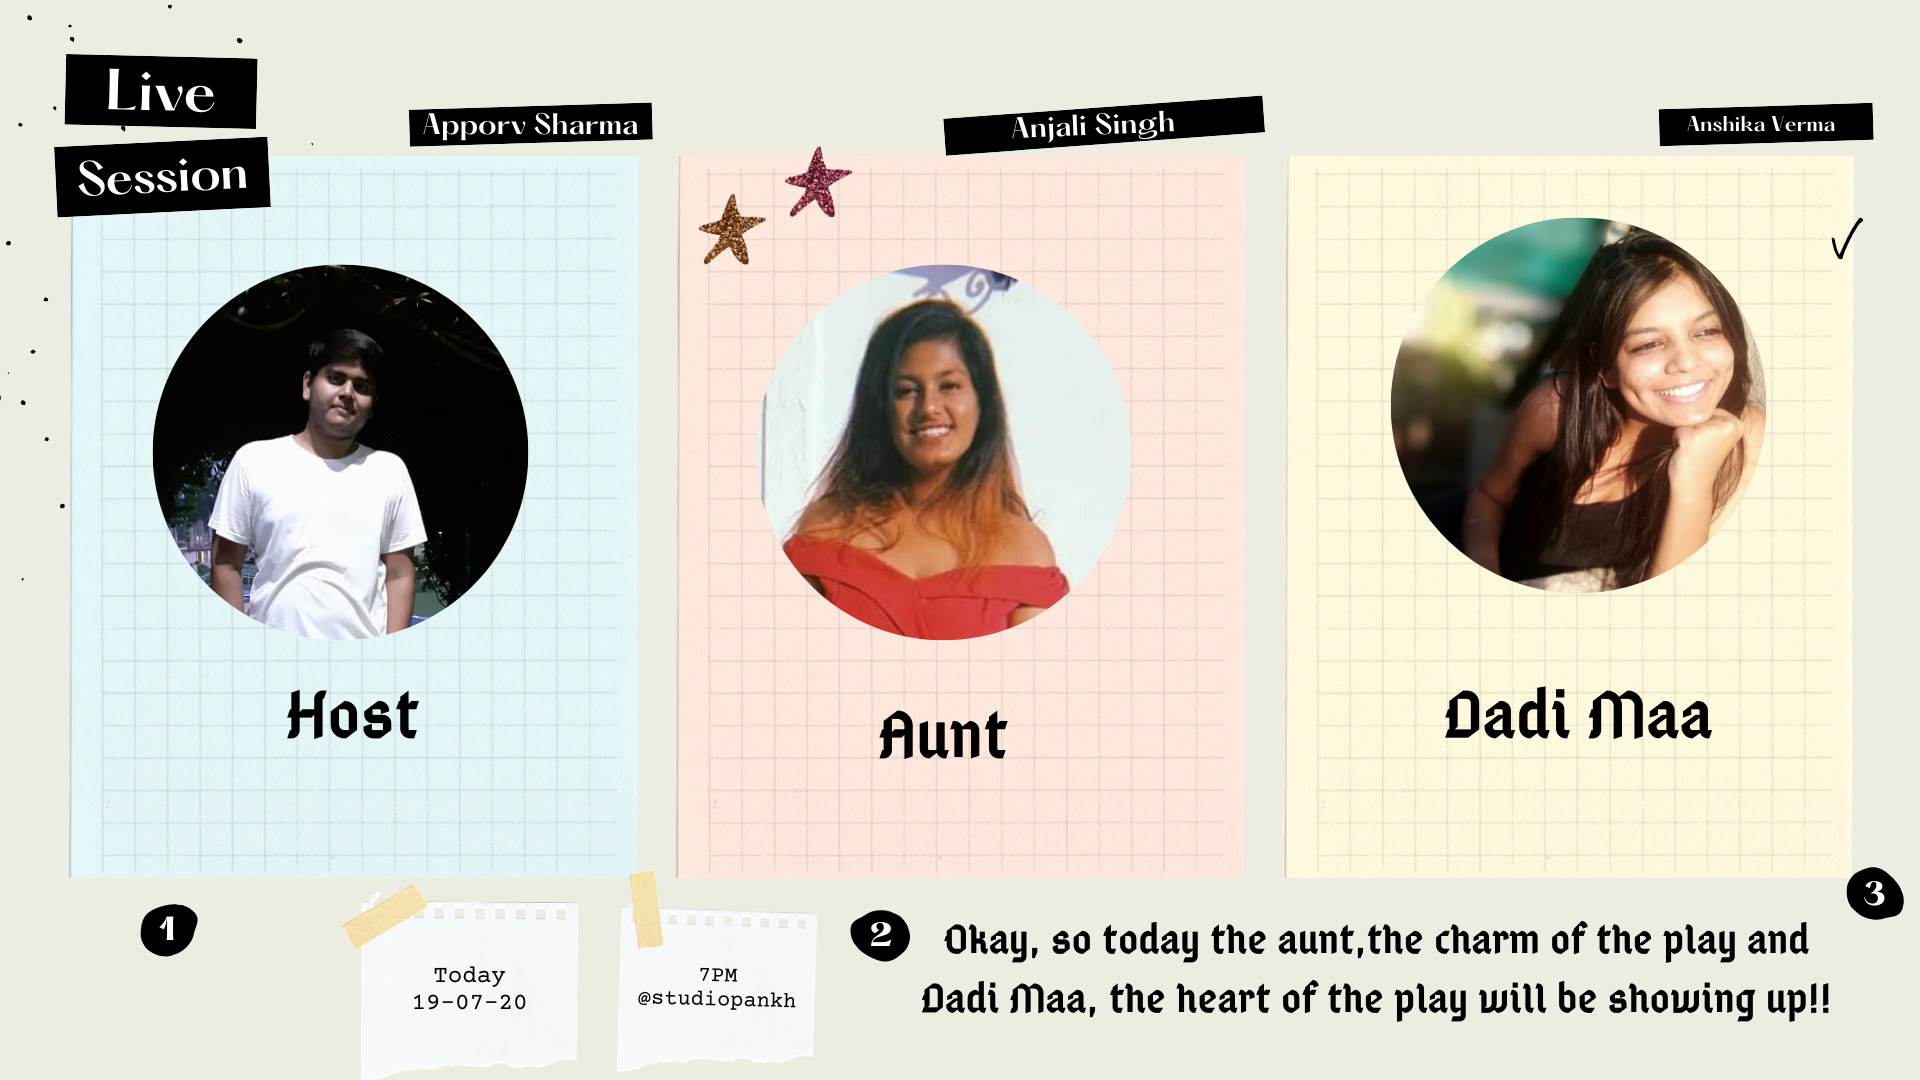 Live
Session
Apporv Sharma
Anjali Singh
Anshika Verma
Host
Aunt
Dadi Maa
1
Today
19-07-20
7PM
@studiopankh
2
3
Okay, so today the aunt,the charm of the play and
Dadi Maa, the heart of the play will be showing up!!